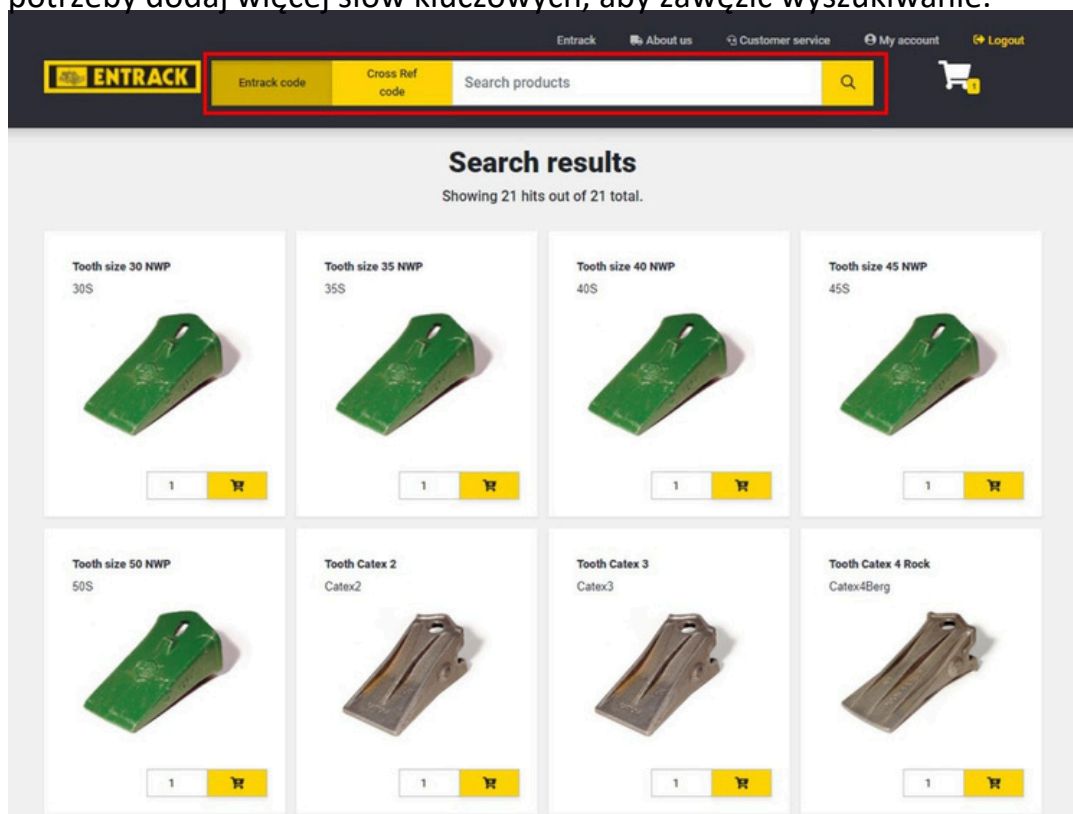 potrzeby dodaj więcej słów kluczowych, aby zawęzić wyszukiwanie.
Entrack About us Customer service My account Logout
ENTRACK Entrack code Cross Ref code Search products 1
Search results
Showing 21 hits out of 21 total.
Tooth size 30 NWP Tooth size 35 NWP Tooth size 40 NWP Tooth size 45 NWP
30S 35S 40S 45S
1 1 1 1
Tooth size 50 NWP Tooth Catex 2 Tooth Catex 3 Tooth Catex 4 Rock
50S Catex2 Catex3 Catex4Berg
1 1 1 1